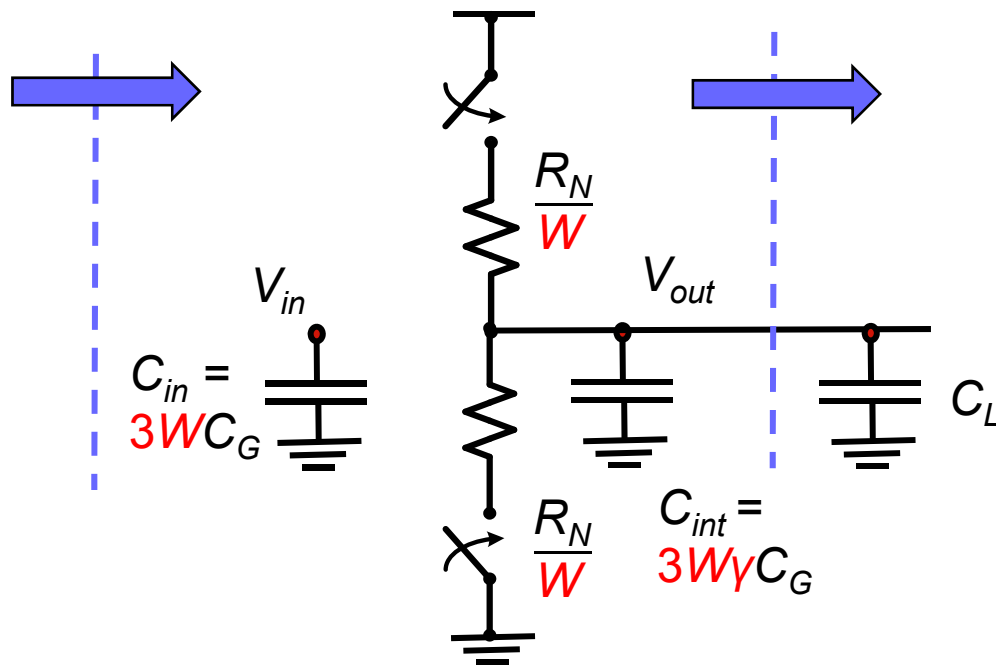 R_N
W
V_in
V_out
C_in =
3WC_G
C_L
R_N
W
C_int =
3WγC_G